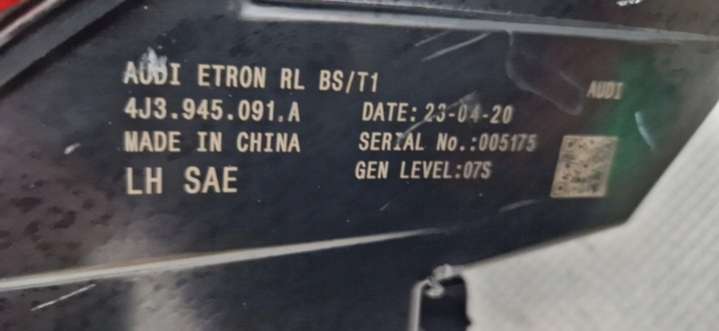 AUDI ETRON RL BS/T1
AUDI
4J3.945.091.A DATE: 23-04-20
MADE IN CHINA SERIAL No.:005175
LH SAE GEN LEVEL:07S